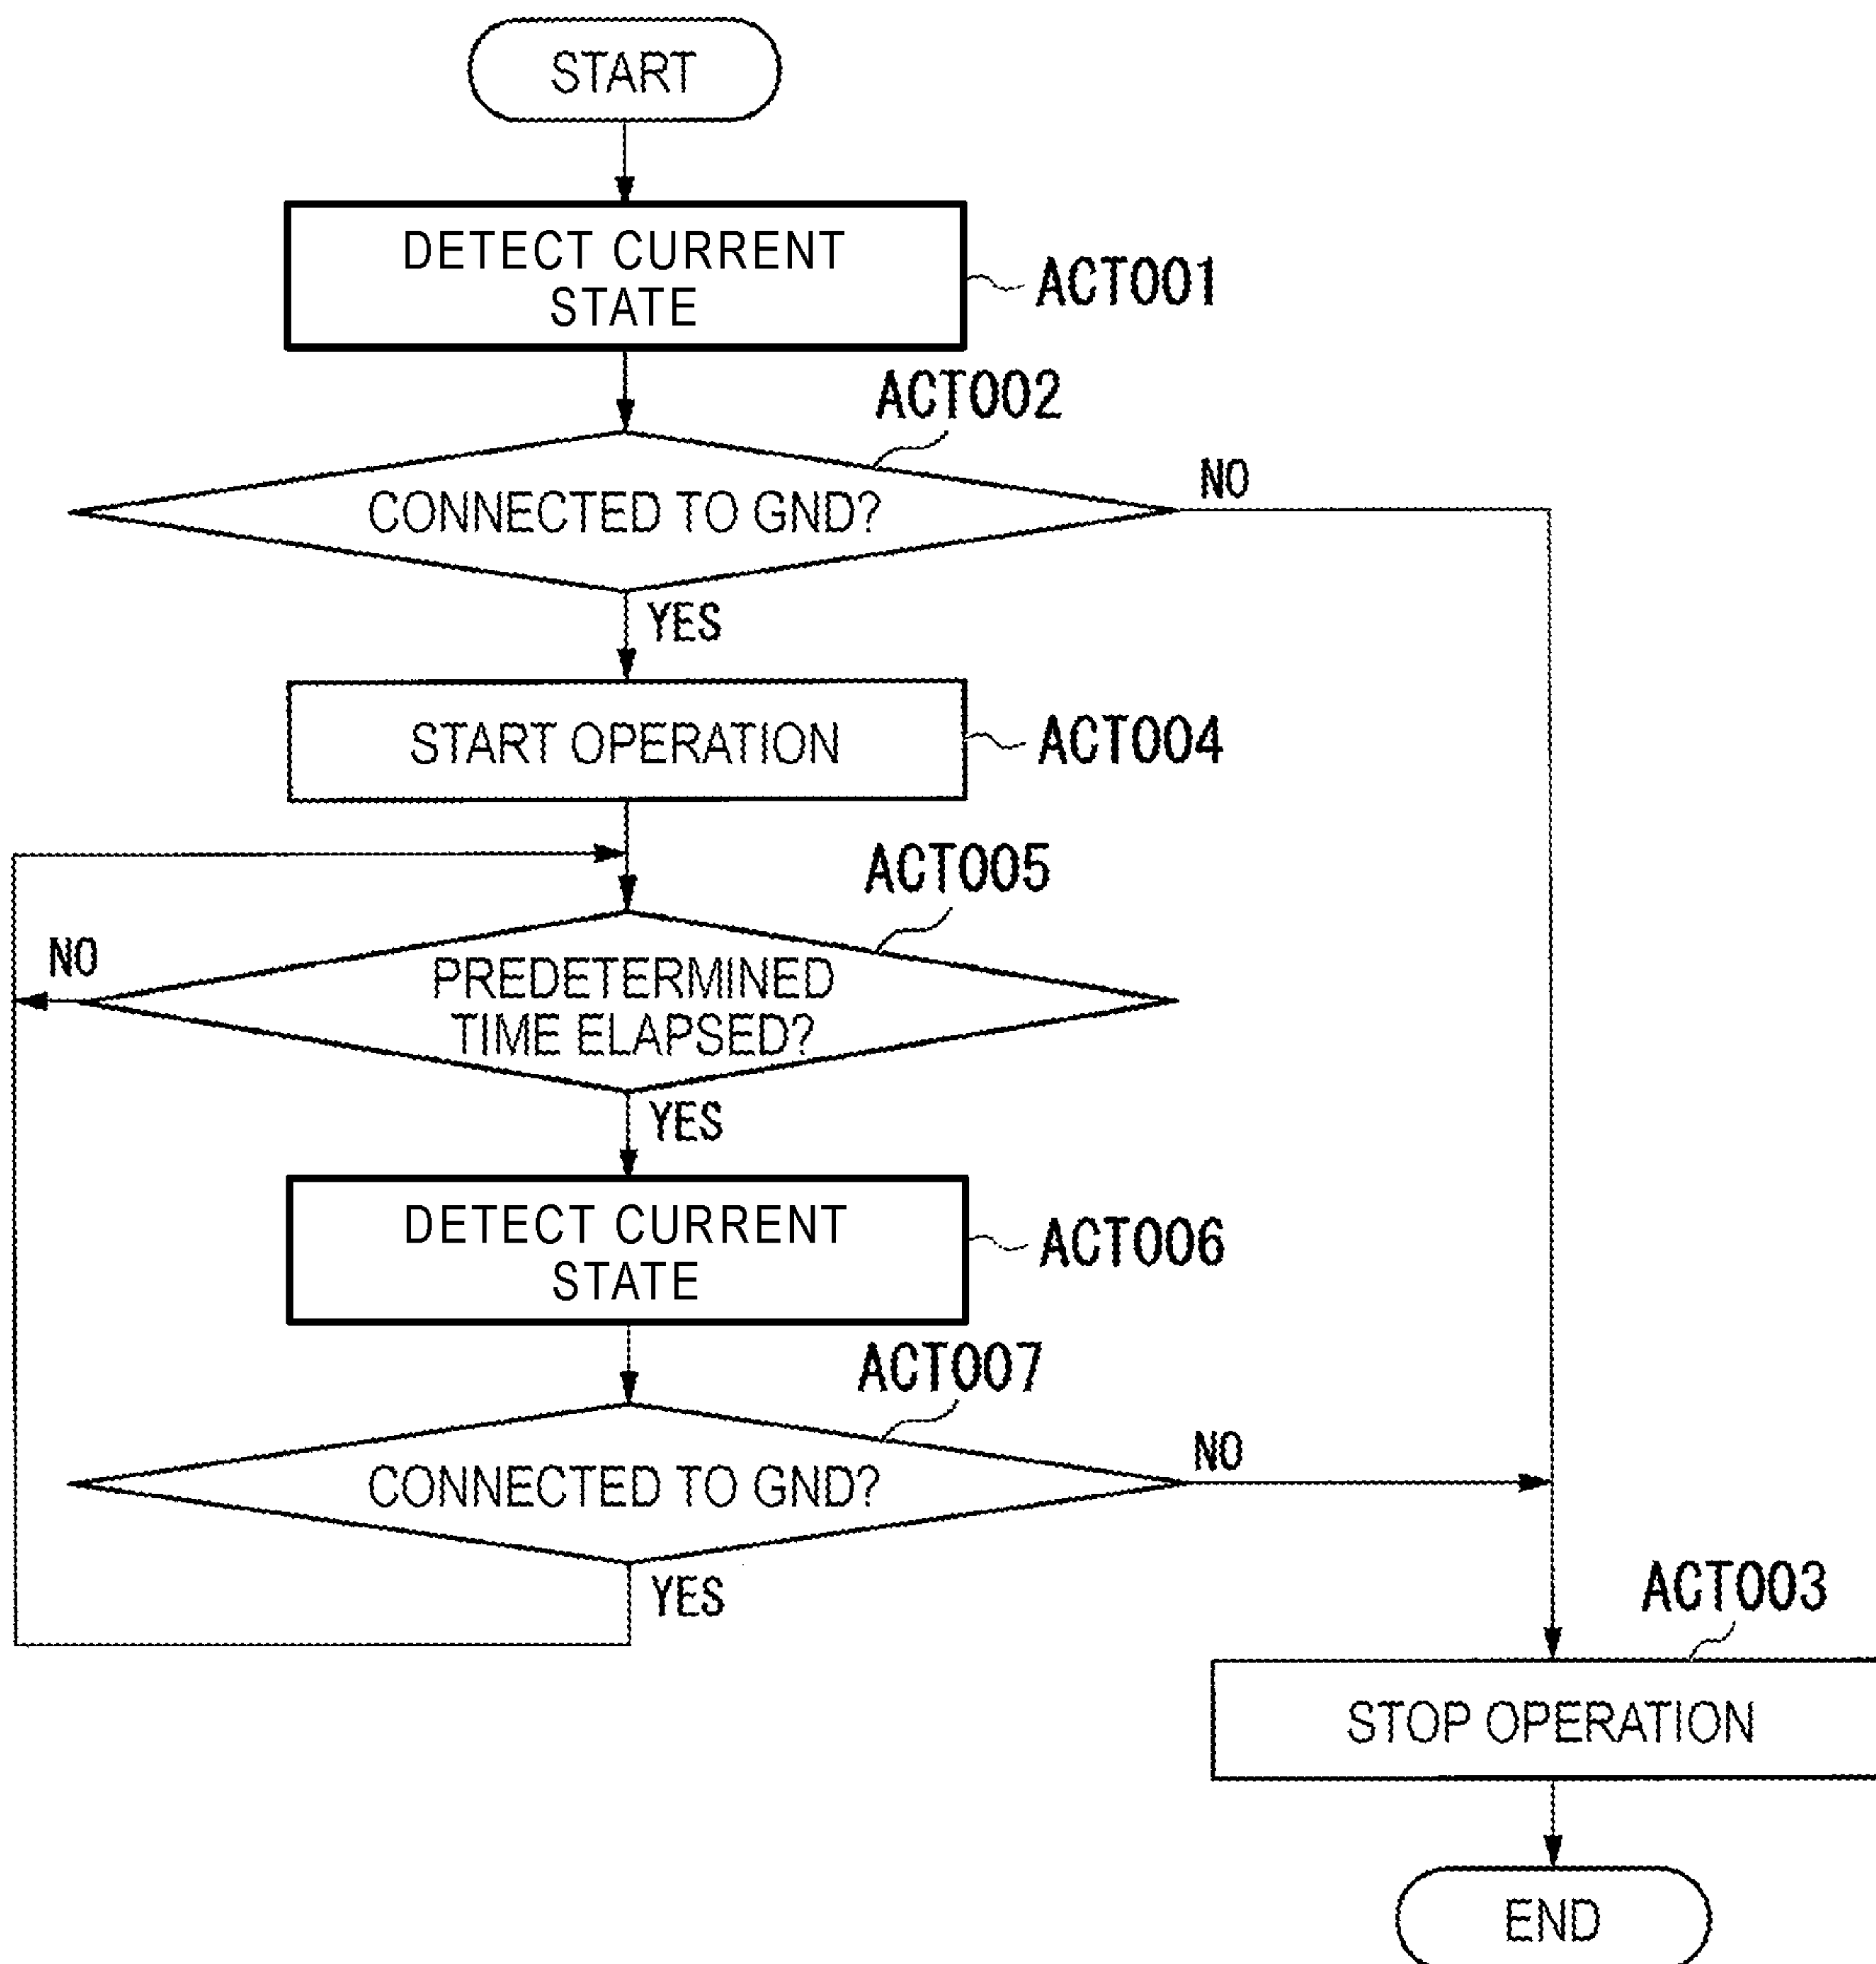 START
DETECT CURRENT
STATE
ACT001
ACT002
CONNECTED TO GND?
NO
YES
START OPERATION
ACT004
ACT005
NO
PREDETERMINED
TIME ELAPSED?
YES
DETECT CURRENT
STATE
ACT006
ACT007
CONNECTED TO GND?
NO
YES
ACT003
STOP OPERATION
END